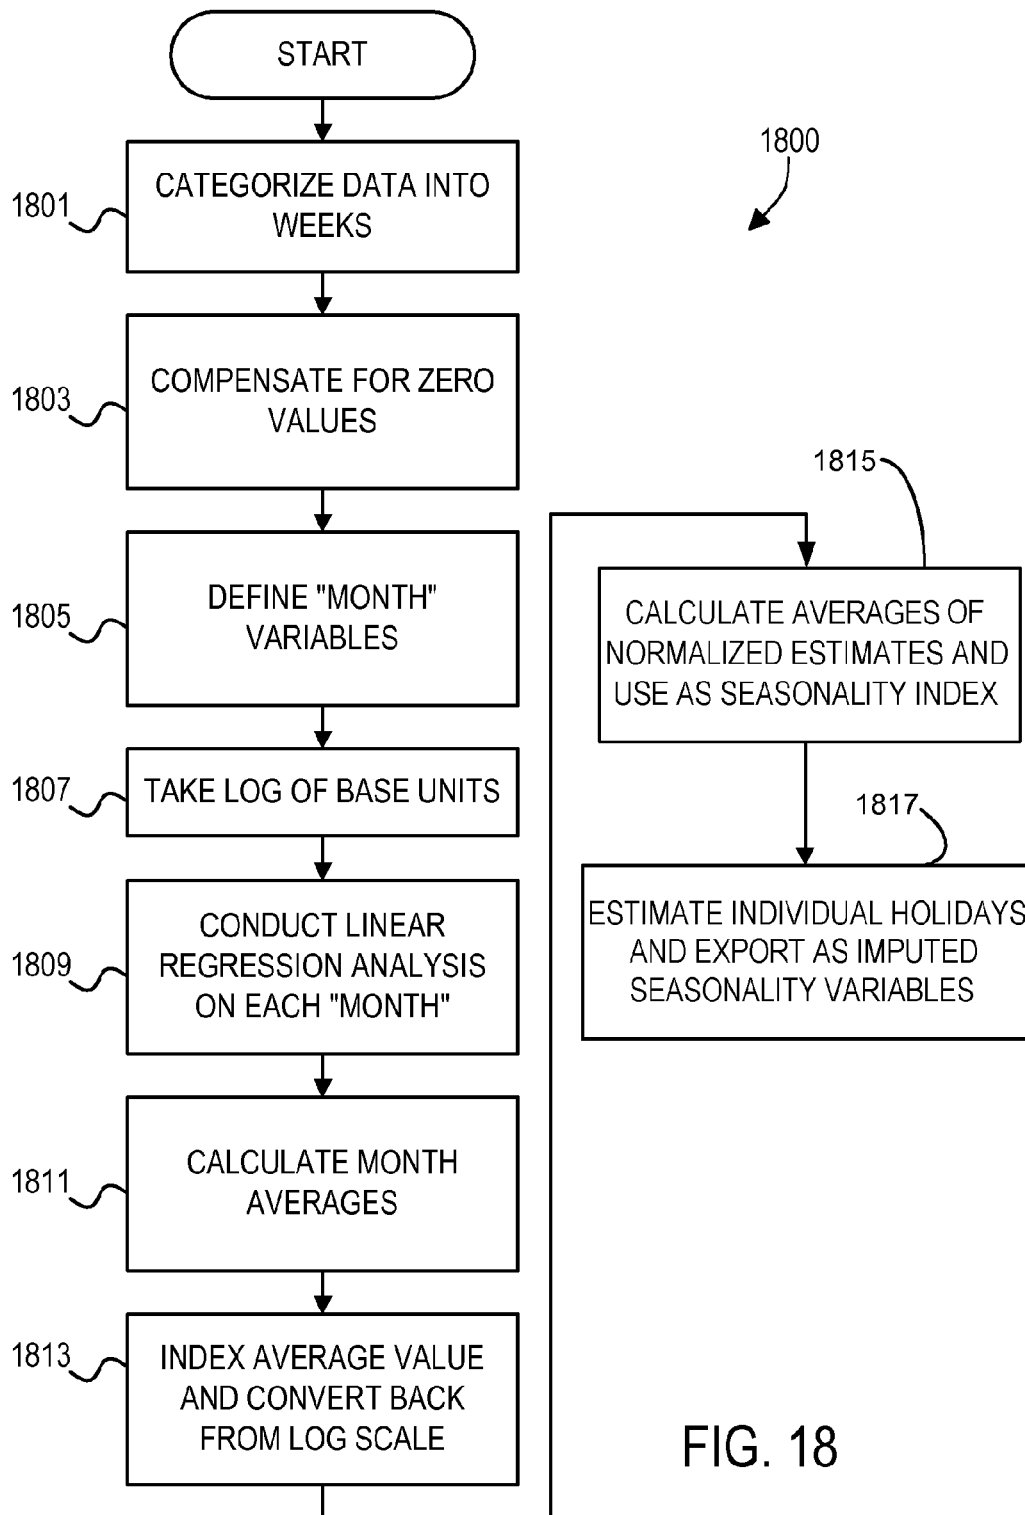 START
1800
1801
CATEGORIZE DATA INTO
WEEKS
1803
COMPENSATE FOR ZERO
VALUES
1805
DEFINE "MONTH"
VARIABLES
1807
TAKE LOG OF BASE UNITS
1809
CONDUCT LINEAR
REGRESSION ANALYSIS
ON EACH "MONTH"
1811
CALCULATE MONTH
AVERAGES
1813
INDEX AVERAGE VALUE
AND CONVERT BACK
FROM LOG SCALE
1815
CALCULATE AVERAGES OF
NORMALIZED ESTIMATES AND
USE AS SEASONALITY INDEX
1817
ESTIMATE INDIVIDUAL HOLIDAYS
AND EXPORT AS IMPUTED
SEASONALITY VARIABLES
FIG. 18